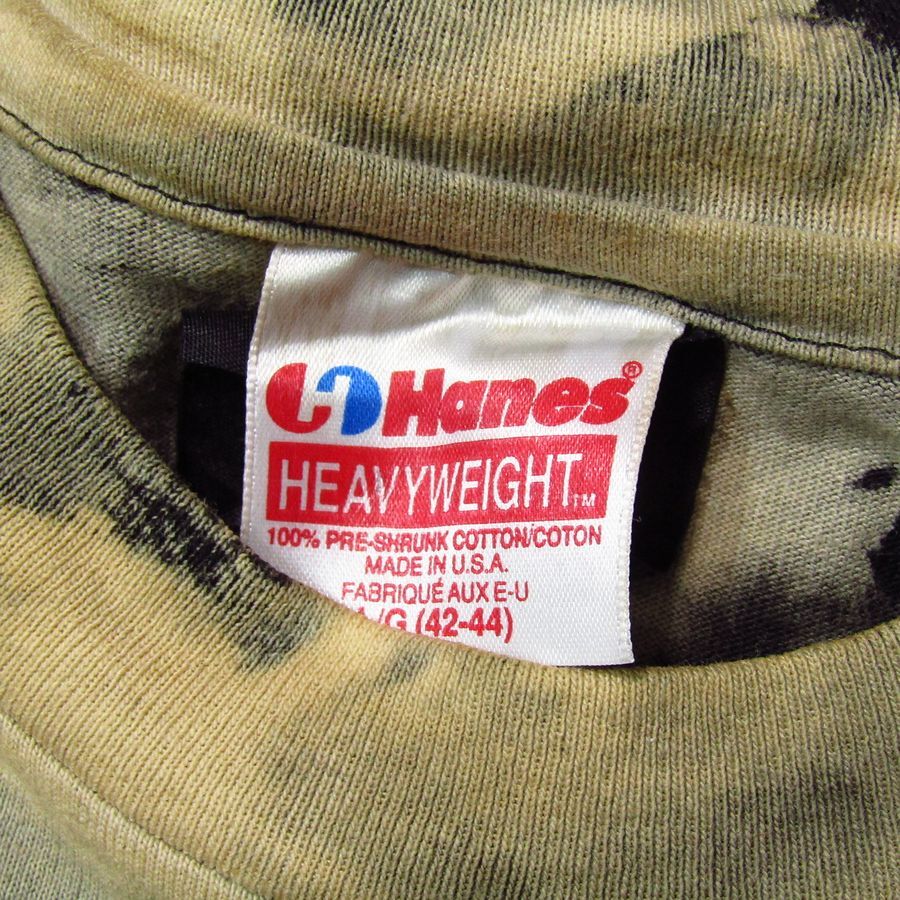 Hanes®
HEAVYWEIGHT™
100% PRE-SHRUNK COTTON/COTON
MADE IN U.S.A.
FABRIQUÉ AUX E-U
L/G (42-44)